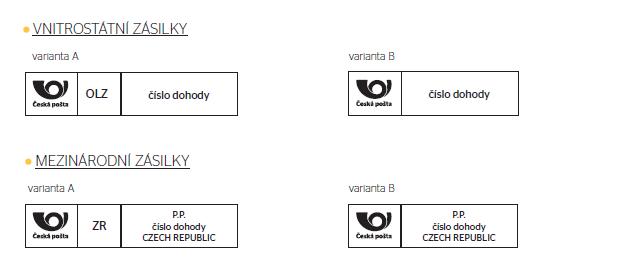 VNITROSTÁTNÍ ZÁSILKY
varianta A
varianta B
Česká pošta
OLZ
číslo dohody
Česká pošta
číslo dohody
MEZINÁRODNÍ ZÁSILKY
varianta A
varianta B
Česká pošta
ZR
P.P.
číslo dohody
CZECH REPUBLIC
Česká pošta
P.P.
číslo dohody
CZECH REPUBLIC